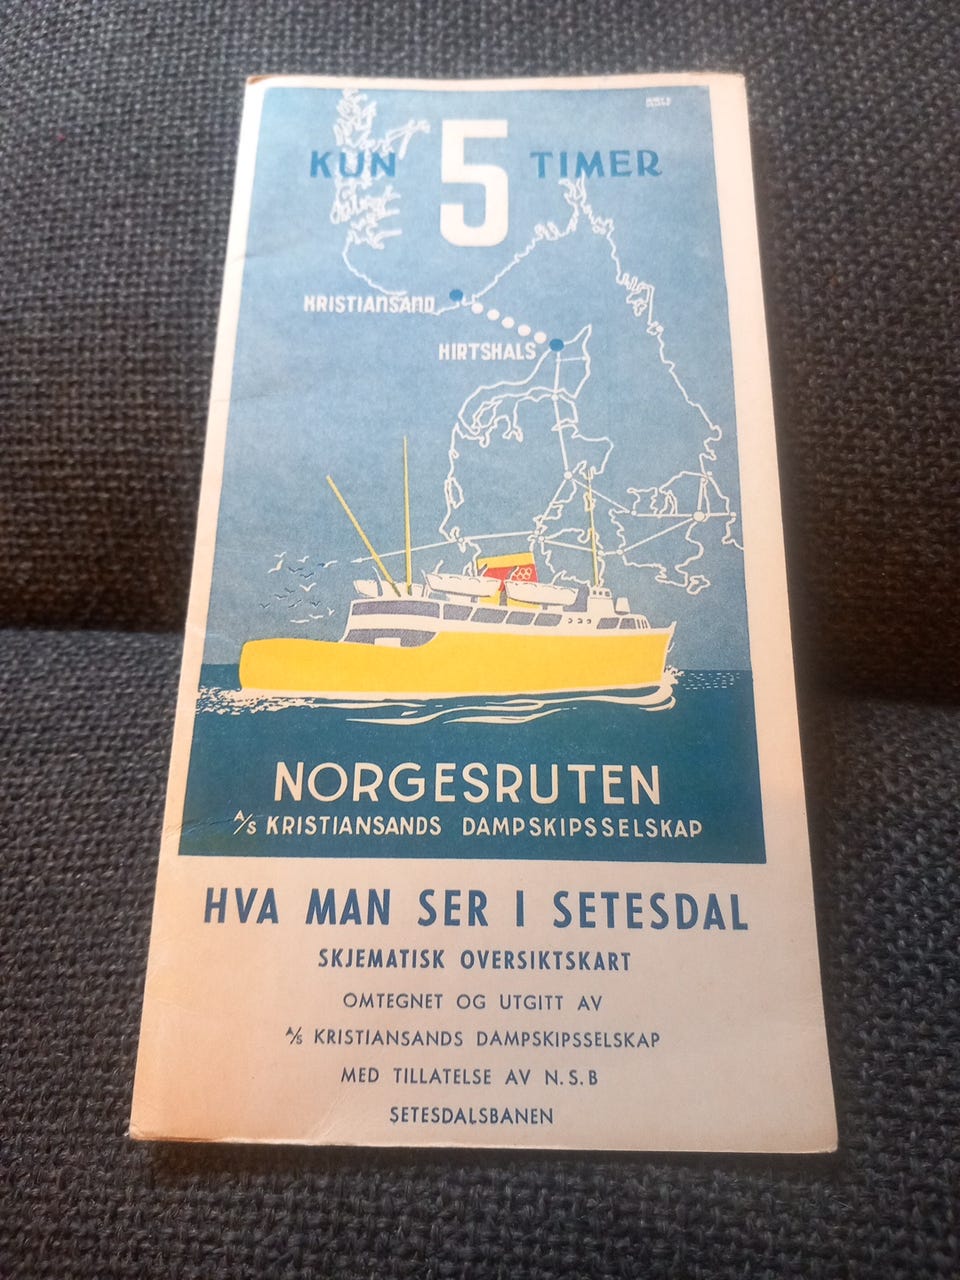 KUN 5 TIMER
KRISTIANSAND
HIRTSHALS
NORGESRUTEN
A/S KRISTIANSANDS DAMPSKIPSSELSKAP
HVA MAN SER I SETESDAL
SKJEMATISK OVERSIKTSKART
OMTEGNET OG UTGITT AV
A/S KRISTIANSANDS DAMPSKIPSSELSKAP
MED TILLATELSE AV N.S.B
SETESDALSBANEN